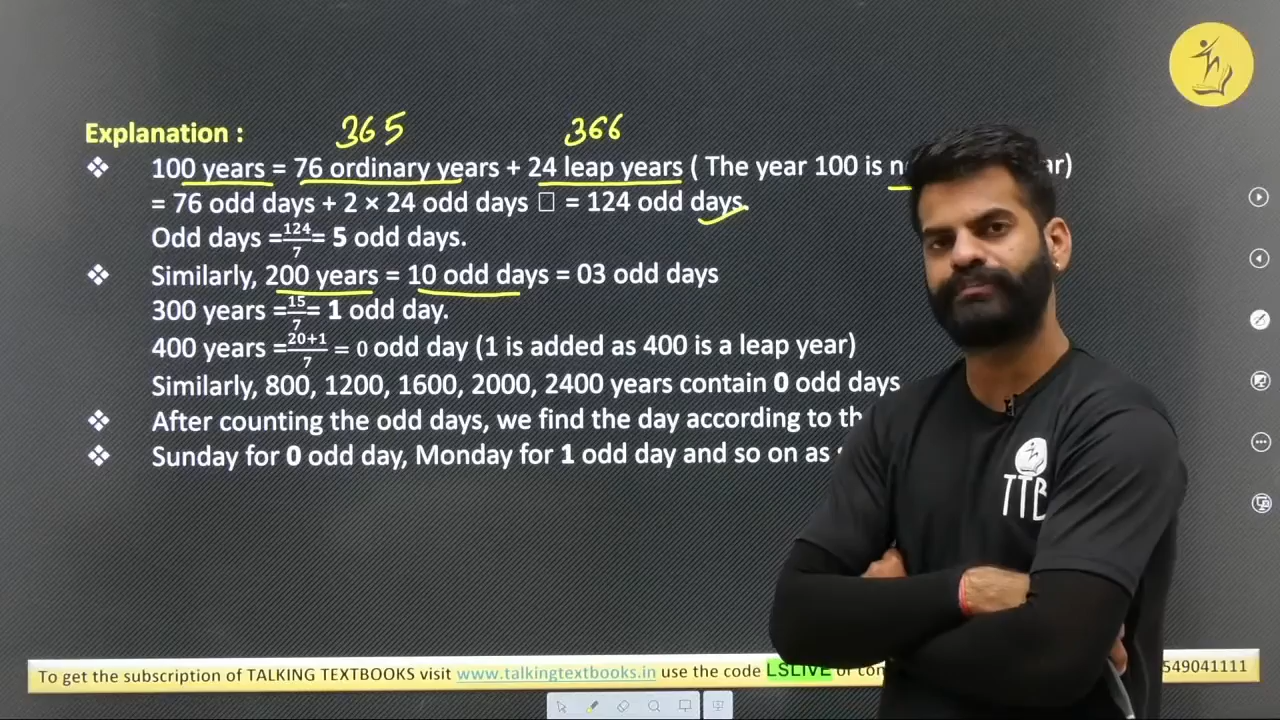 365 366
Explanation :
❖ 100 years = 76 ordinary years + 24 leap years ( The year 100 is
= 76 odd days + 2 × 24 odd days □ = 124 odd days.
Odd days =124/7= 5 odd days.
❖ Similarly, 200 years = 10 odd days = 03 odd days
300 years =15/7= 1 odd day.
400 years =20+1/7 = 0 odd day (1 is added as 400 is a leap year)
Similarly, 800, 1200, 1600, 2000, 2400 years contain 0 odd days
❖ After counting the odd days, we find the day according to
❖ Sunday for 0 odd day, Monday for 1 odd day and so on as
TTB
To get the subscription of TALKING TEXTBOOKS visit www.talkingtextbooks.in use the code LSLIVE or 549041111